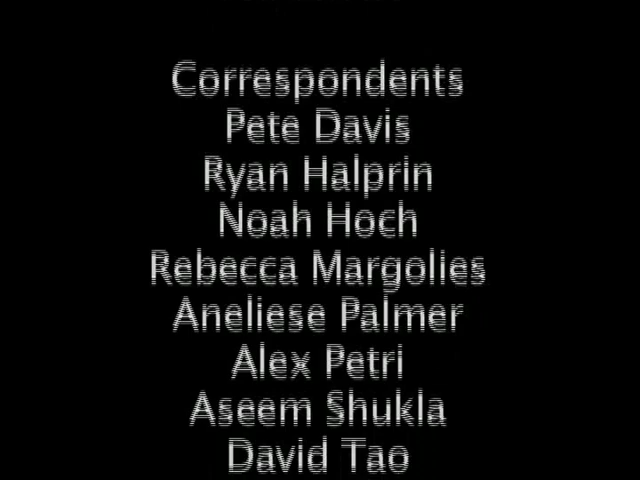 Correspondents
Pete Davis
Ryan Halprin
Noah Hoch
Rebecca Margolies
Aneliese Palmer
Alex Petri
Aseem Shukla
David Tao